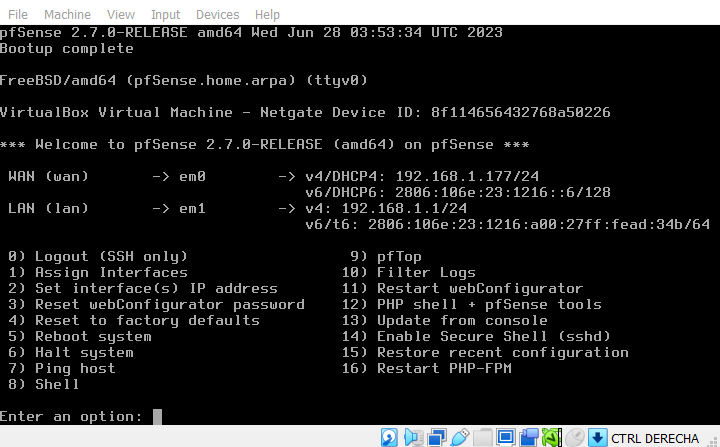 File Machine View Input Devices Help
pfSense 2.7.0-RELEASE amd64 Wed Jun 28 03:53:34 UTC 2023
Bootup complete
FreeBSD/amd64 (pfSense.home.arpa) (ttyv0)
VirtualBox Virtual Machine - Netgate Device ID: 8f114656432768a50226
*** Welcome to pfSense 2.7.0-RELEASE (amd64) on pfSense ***
WAN (wan) -> em0 -> v4/DHCP4: 192.168.1.177/24
v6/DHCP6: 2806:106e:23:1216::6/128
LAN (lan) -> em1 -> v4: 192.168.1.1/24
v6/t6: 2806:106e:23:1216:a00:27ff:fead:34b/64
0) Logout (SSH only) 9) pfTop
1) Assign Interfaces 10) Filter Logs
2) Set interface(s) IP address 11) Restart webConfigurator
3) Reset webConfigurator password 12) PHP shell + pfSense tools
4) Reset to factory defaults 13) Update from console
5) Reboot system 14) Enable Secure Shell (sshd)
6) Halt system 15) Restore recent configuration
7) Ping host 16) Restart PHP-FPM
8) Shell
Enter an option:
CTRL DERECHA